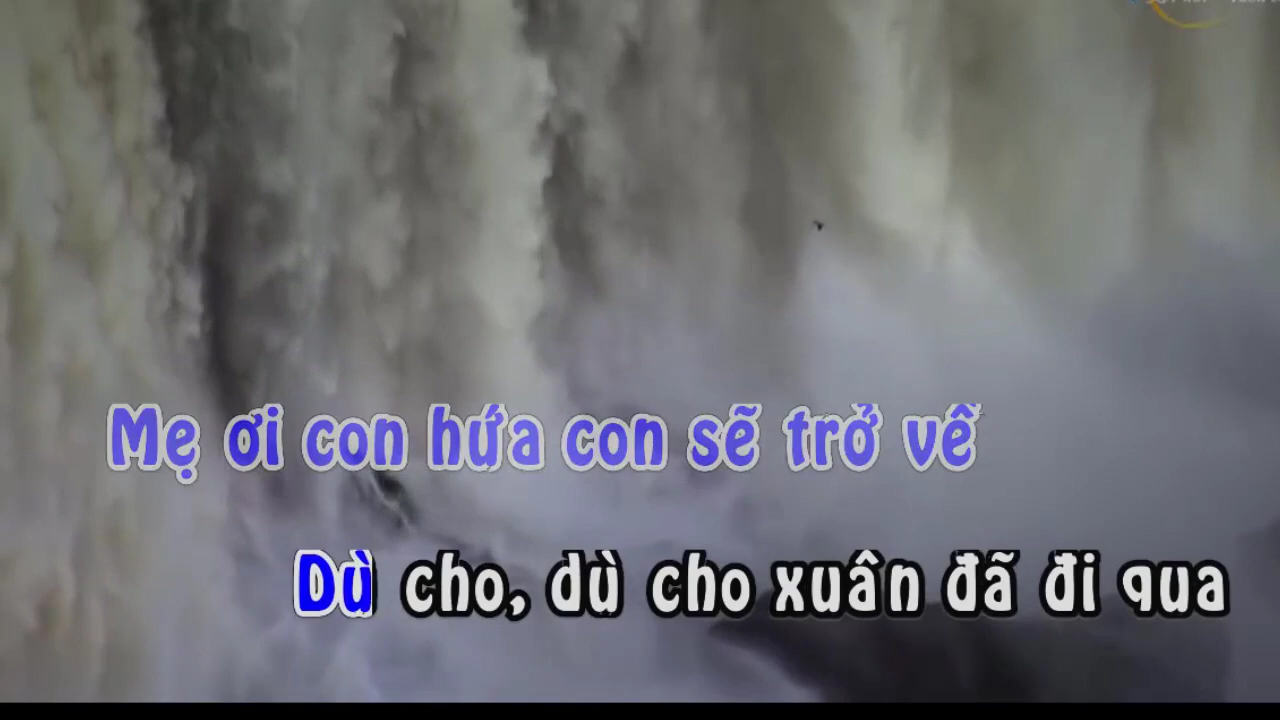 Mẹ ơi con hứa con sẽ trở về
Dù cho, dù cho xuân đã đi qua